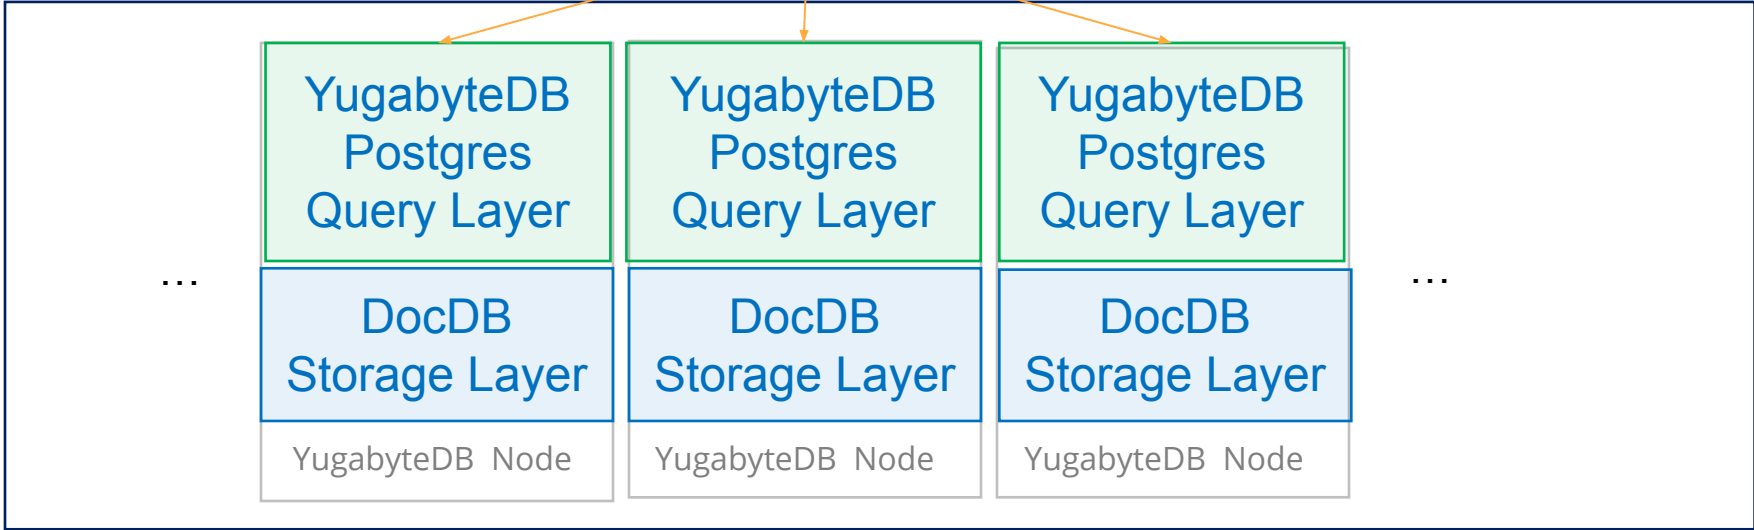 YugabyteDB
Postgres
Query Layer
YugabyteDB
Postgres
Query Layer
YugabyteDB
Postgres
Query Layer
...
...
DocDB
Storage Layer
DocDB
Storage Layer
DocDB
Storage Layer
YugabyteDB Node
YugabyteDB Node
YugabyteDB Node